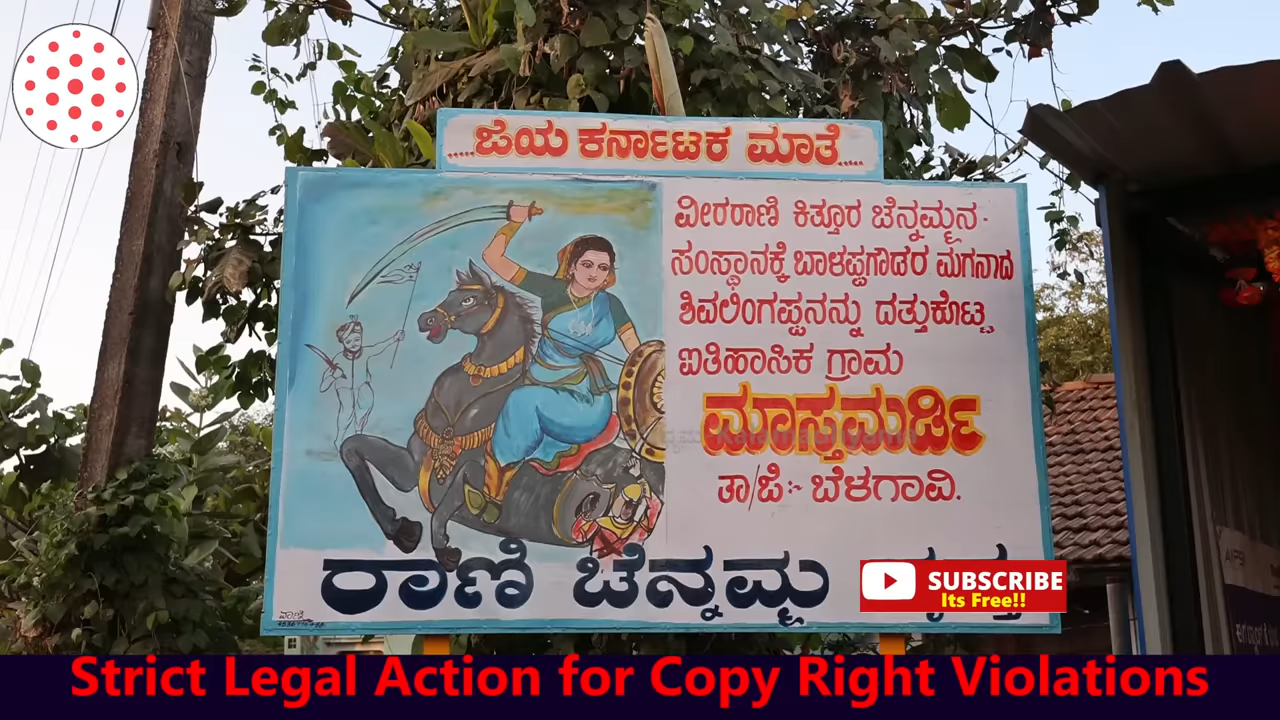 .....ಜಯ ಕರ್ನಾಟಕ ಮಾತೆ.....
ವೀರರಾಣಿ ಕಿತ್ತೂರ ಚೆನ್ನಮ್ಮನ
ಸಂಸ್ಥಾನಕ್ಕೆ ಬಾಳಪ್ಪಗೌಡರ ಮಗನಾದ
ಶಿವಲಿಂಗಪ್ಪನನ್ನು ದತ್ತುಕೊಟ್ಟ
ಐತಿಹಾಸಿಕ ಗ್ರಾಮ
ಮಾಸ್ತಮರ್ಡಿ
ತಾ/ಜಿ:- ಬೆಳಗಾವಿ.
ರಾಣಿ ಚೆನ್ನಮ್ಮ
ವಾಣಿ
SUBSCRIBE
Its Free!!
Strict Legal Action for Copy Right Violations